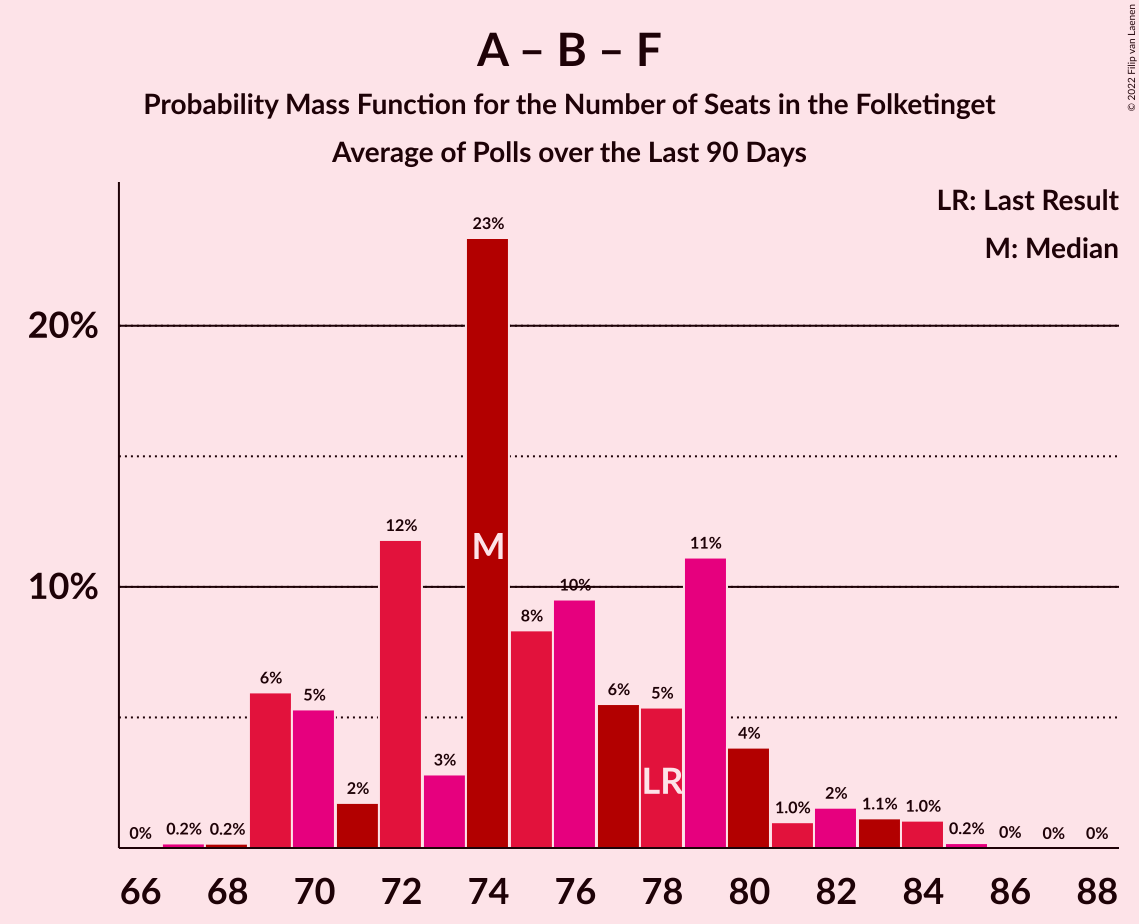 A – B – F
Probability Mass Function for the Number of Seats in the Folketinget
Average of Polls over the Last 90 Days
© 2022 Filip van Laenen
LR: Last Result
M: Median
20%
10%
0%
0.2%
0.2%
6%
5%
2%
12%
3%
23%
8%
10%
6%
5%
11%
4%
1.0%
2%
1.1%
1.0%
0.2%
0%
0%
0%
M
LR
66 68 70 72 74 76 78 80 82 84 86 88